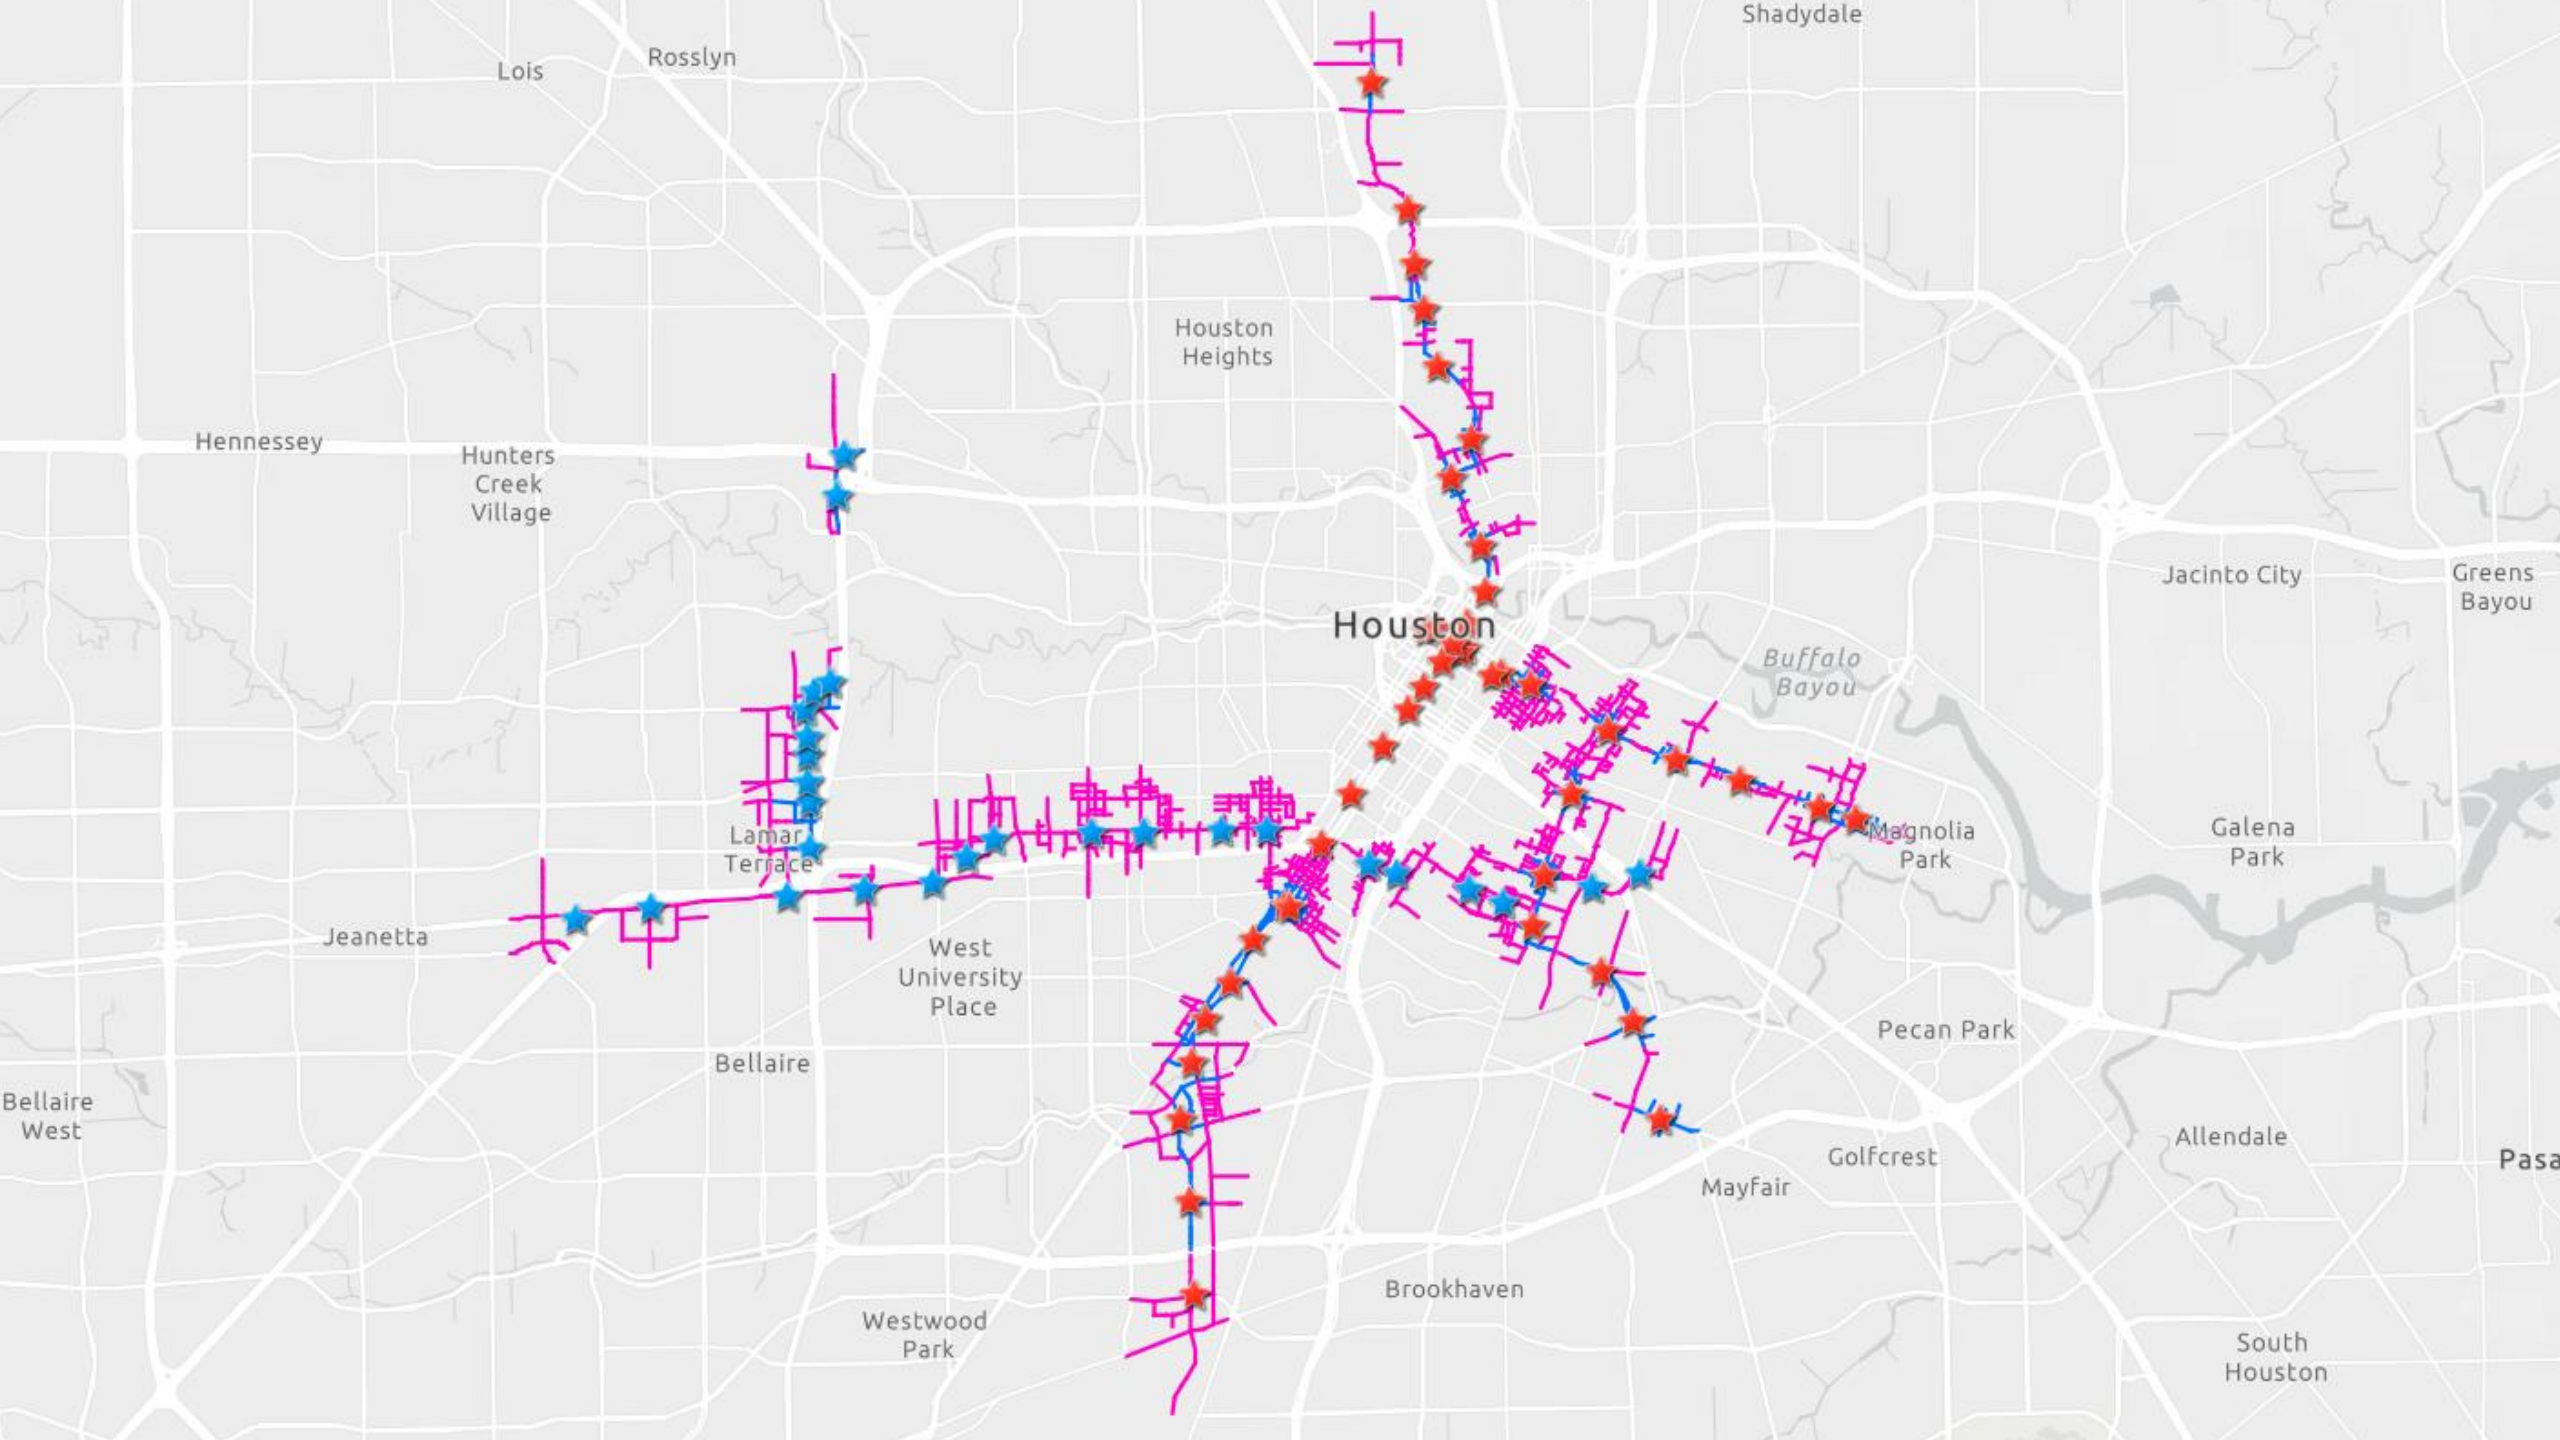 Shadydale
Rosslyn
Lois
Houston
Heights
Hennessey
Hunters
Creek
Village
Jacinto City
Greens
Bayou
Houston
Buffalo
Bayou
Lamar
Terrace
Magnolia
Park
Galena
Park
Jeanetta
West
University
Place
Pecan Park
Bellaire
Bellaire
West
Allendale
Golfcrest
Pasa
Mayfair
Brookhaven
Westwood
Park
South
Houston